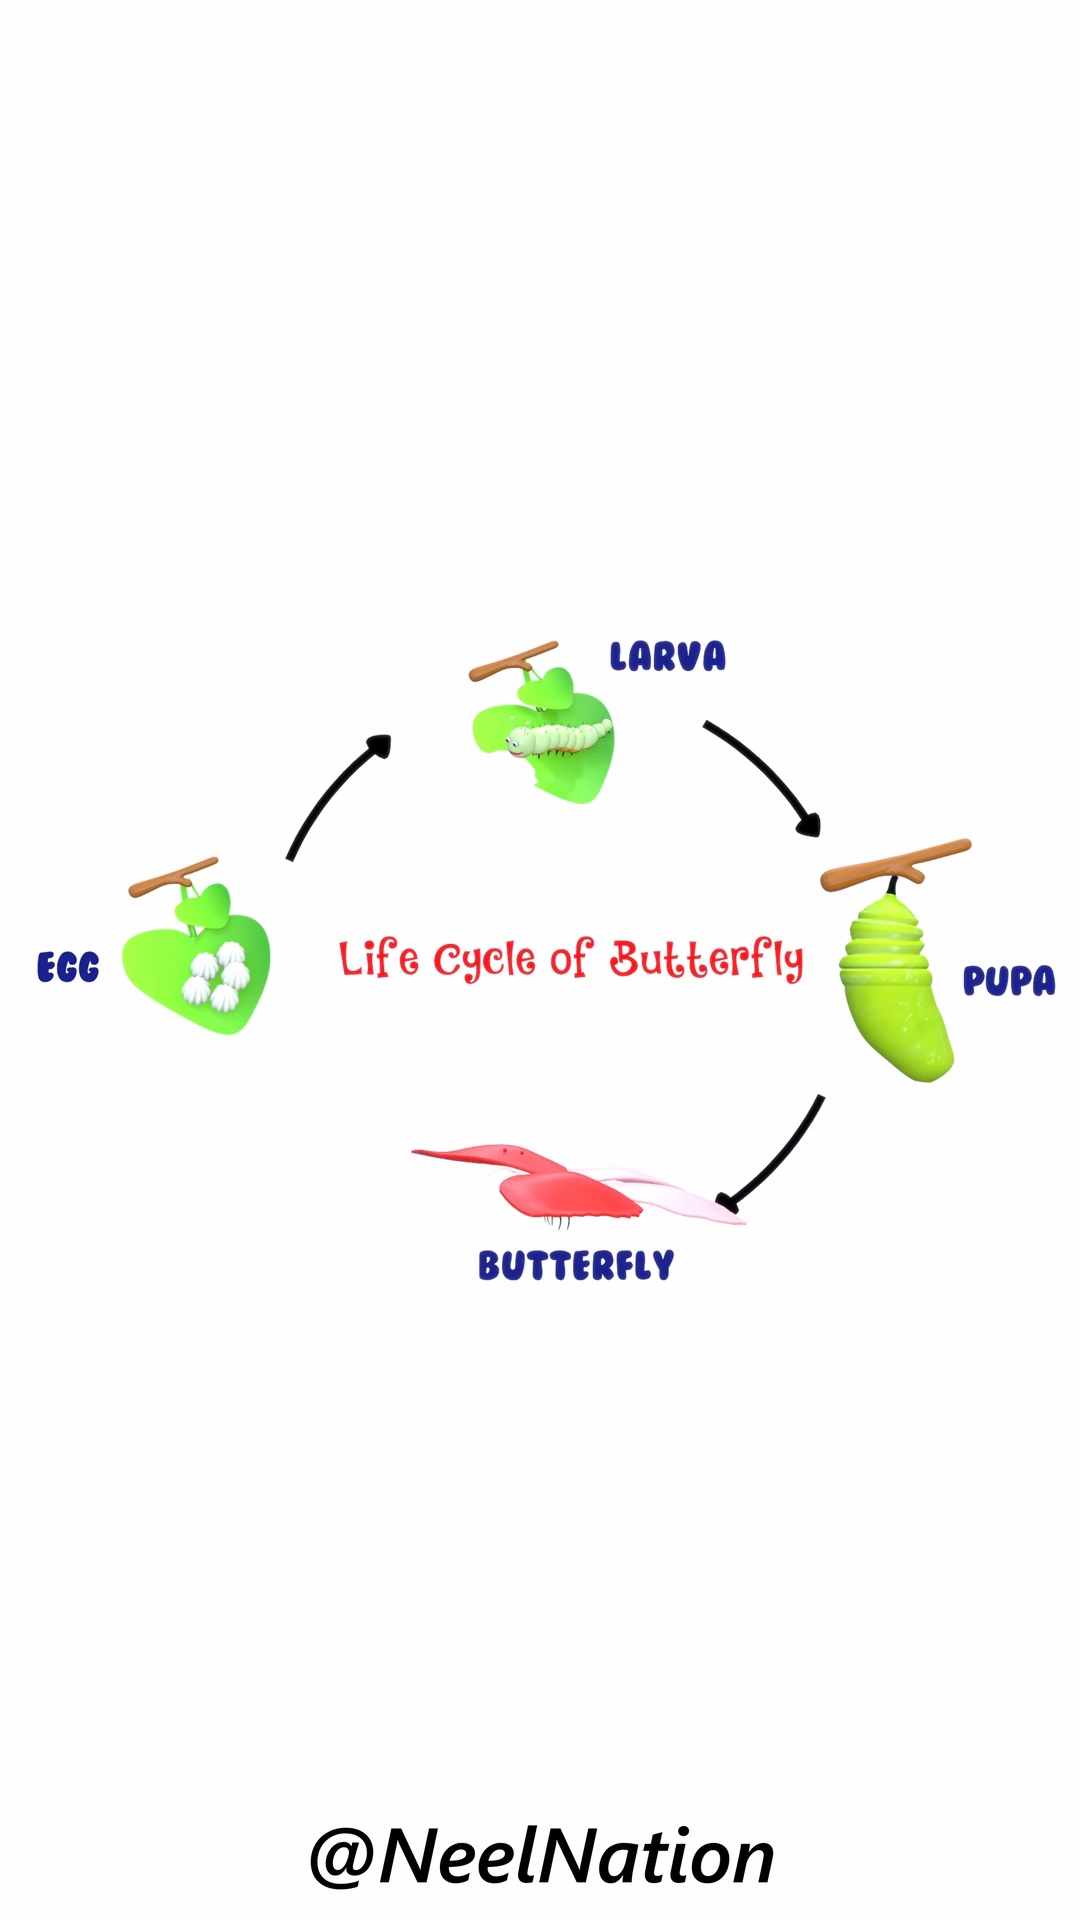 LARVA
EGG
Life Cycle of Butterfly
PUPA
BUTTERFLY
@NeelNation